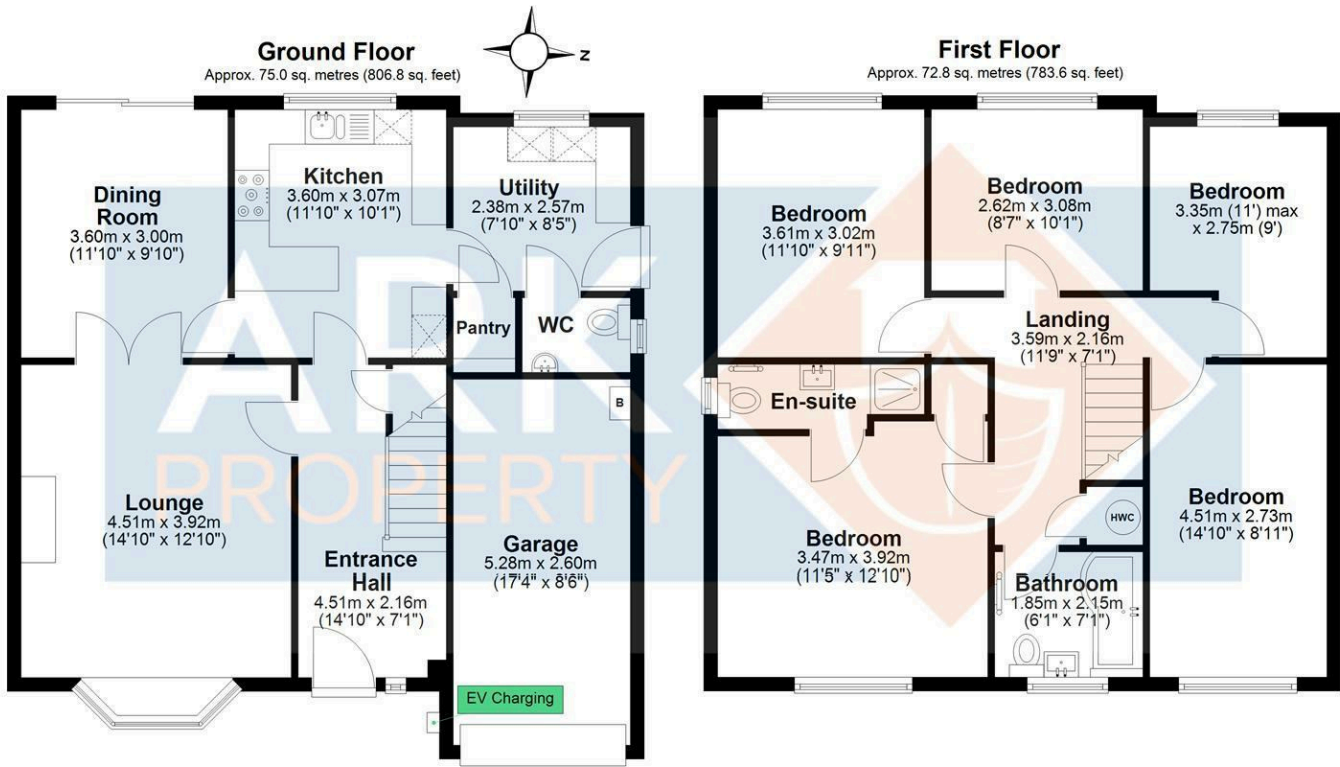 Ground Floor
Approx. 75.0 sq. metres (806.8 sq. feet)
N
First Floor
Approx. 72.8 sq. metres (783.6 sq. feet)
Dining
Room
3.60m x 3.00m
(11'10" x 9'10")
Kitchen
3.60m x 3.07m
(11'10" x 10'1")
Utility
2.38m x 2.57m
(7'10" x 8'5")
Pantry
WC
B
Lounge
4.51m x 3.92m
(14'10" x 12'10")
Entrance
Hall
4.51m x 2.16m
(14'10" x 7'1")
Garage
5.28m x 2.60m
(17'4" x 8'6")
EV Charging
Bedroom
3.61m x 3.02m
(11'10" x 9'11")
Bedroom
2.62m x 3.08m
(8'7" x 10'1")
Bedroom
3.35m (11') max
x 2.75m (9')
Landing
3.59m x 2.16m
(11'9" x 7'1")
En-suite
Bedroom
3.47m x 3.92m
(11'5" x 12'10")
HWC
Bathroom
1.85m x 2.15m
(6'1" x 7'1")
Bedroom
4.51m x 2.73m
(14'10" x 8'11")
ARK
PROPERTY